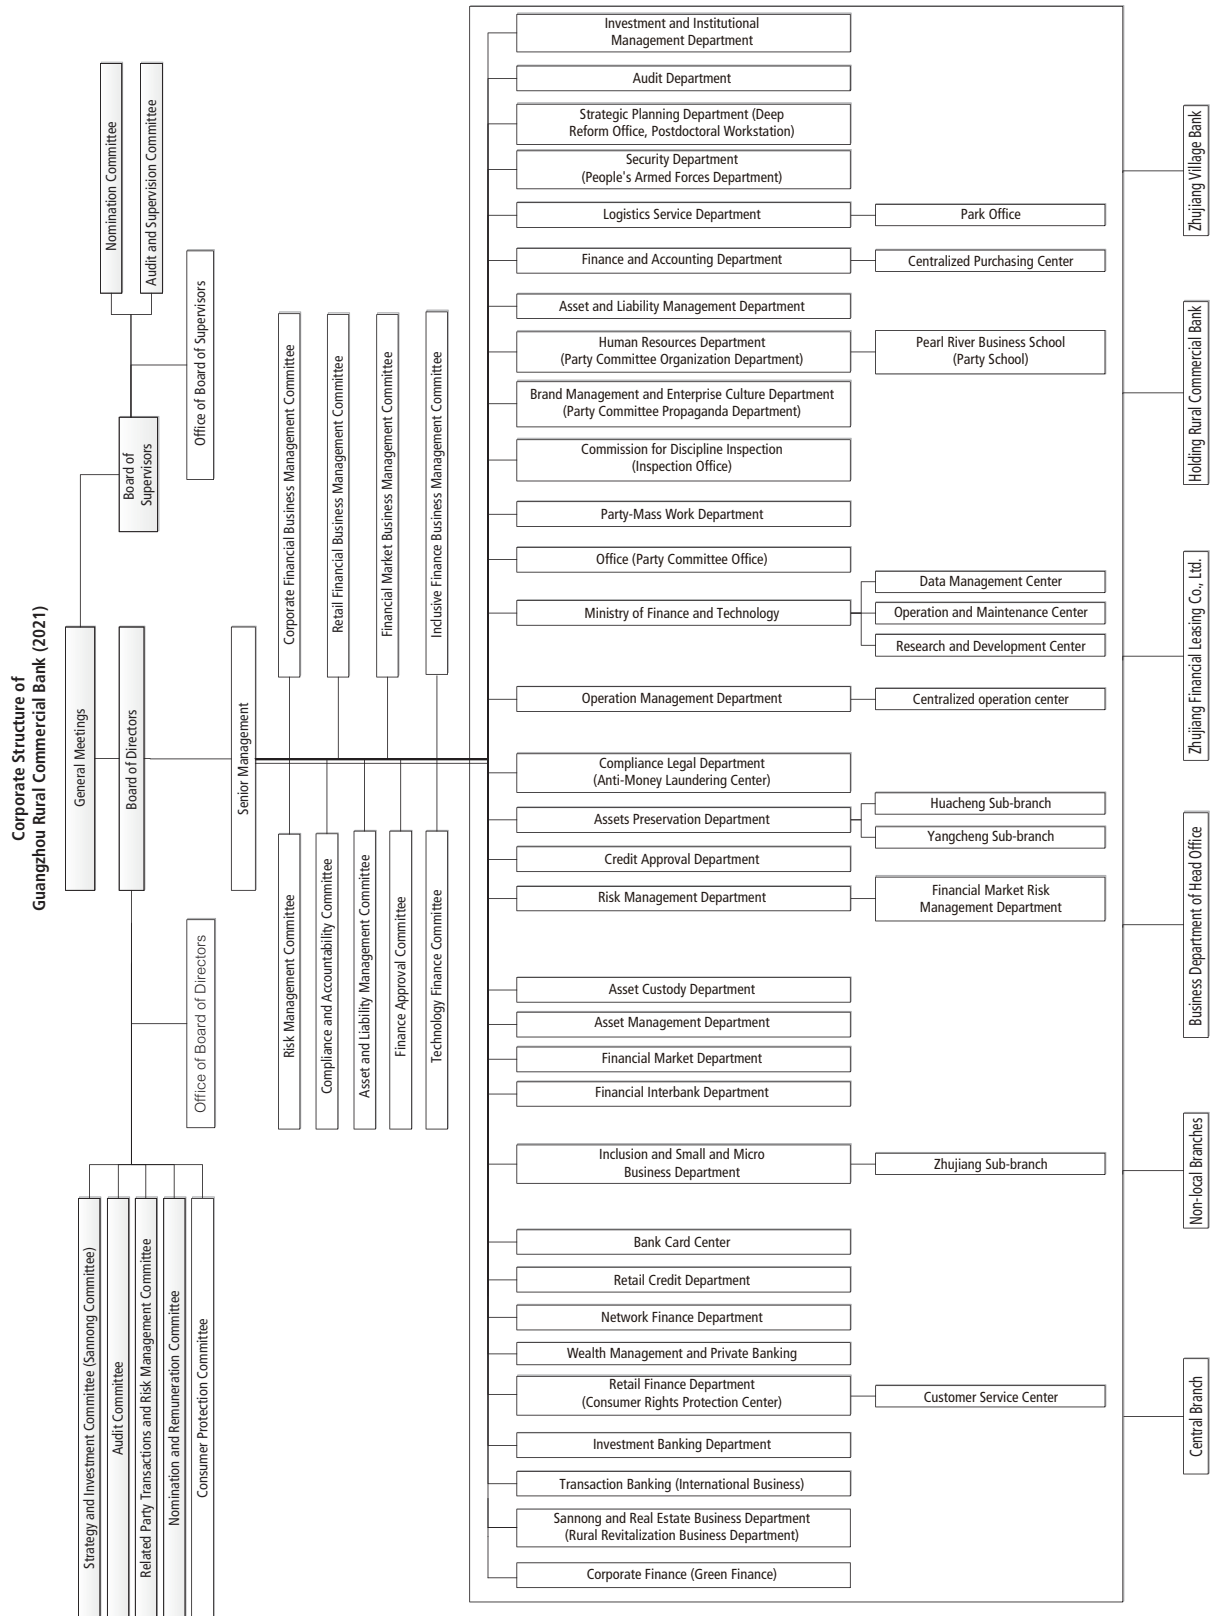 Corporate Structure of
Guangzhou Rural Commercial Bank (2021)
General Meetings
Board of Directors
Senior Management
Board of
Supervisors
Nomination Committee
Audit and Supervision Committee
Office of Board of Supervisors
Office of Board of Directors
Strategy and Investment Committee (Sannong Committee)
Audit Committee
Related Party Transactions and Risk Management Committee
Nomination and Remuneration Committee
Consumer Protection Committee
Corporate Financial Business Management Committee
Retail Financial Business Management Committee
Financial Market Business Management Committee
Inclusive Finance Business Management Committee
Risk Management Committee
Compliance and Accountability Committee
Asset and Liability Management Committee
Finance Approval Committee
Technology Finance Committee
Investment and Institutional
Management Department
Audit Department
Strategic Planning Department (Deep
Reform Office, Postdoctoral Workstation)
Security Department
(People's Armed Forces Department)
Logistics Service Department
Park Office
Finance and Accounting Department
Centralized Purchasing Center
Asset and Liability Management Department
Human Resources Department
(Party Committee Organization Department)
Pearl River Business School
(Party School)
Brand Management and Enterprise Culture Department
(Party Committee Propaganda Department)
Commission for Discipline Inspection
(Inspection Office)
Party-Mass Work Department
Office (Party Committee Office)
Ministry of Finance and Technology
Data Management Center
Operation and Maintenance Center
Research and Development Center
Operation Management Department
Centralized operation center
Compliance Legal Department
(Anti-Money Laundering Center)
Assets Preservation Department
Huacheng Sub-branch
Yangcheng Sub-branch
Credit Approval Department
Risk Management Department
Financial Market Risk
Management Department
Asset Custody Department
Asset Management Department
Financial Market Department
Financial Interbank Department
Inclusion and Small and Micro
Business Department
Zhujiang Sub-branch
Bank Card Center
Retail Credit Department
Network Finance Department
Wealth Management and Private Banking
Retail Finance Department
(Consumer Rights Protection Center)
Customer Service Center
Investment Banking Department
Transaction Banking (International Business)
Sannong and Real Estate Business Department
(Rural Revitalization Business Department)
Corporate Finance (Green Finance)
Zhujiang Village Bank
Holding Rural Commercial Bank
Zhujiang Financial Leasing Co., Ltd.
Business Department of Head Office
Non-local Branches
Central Branch